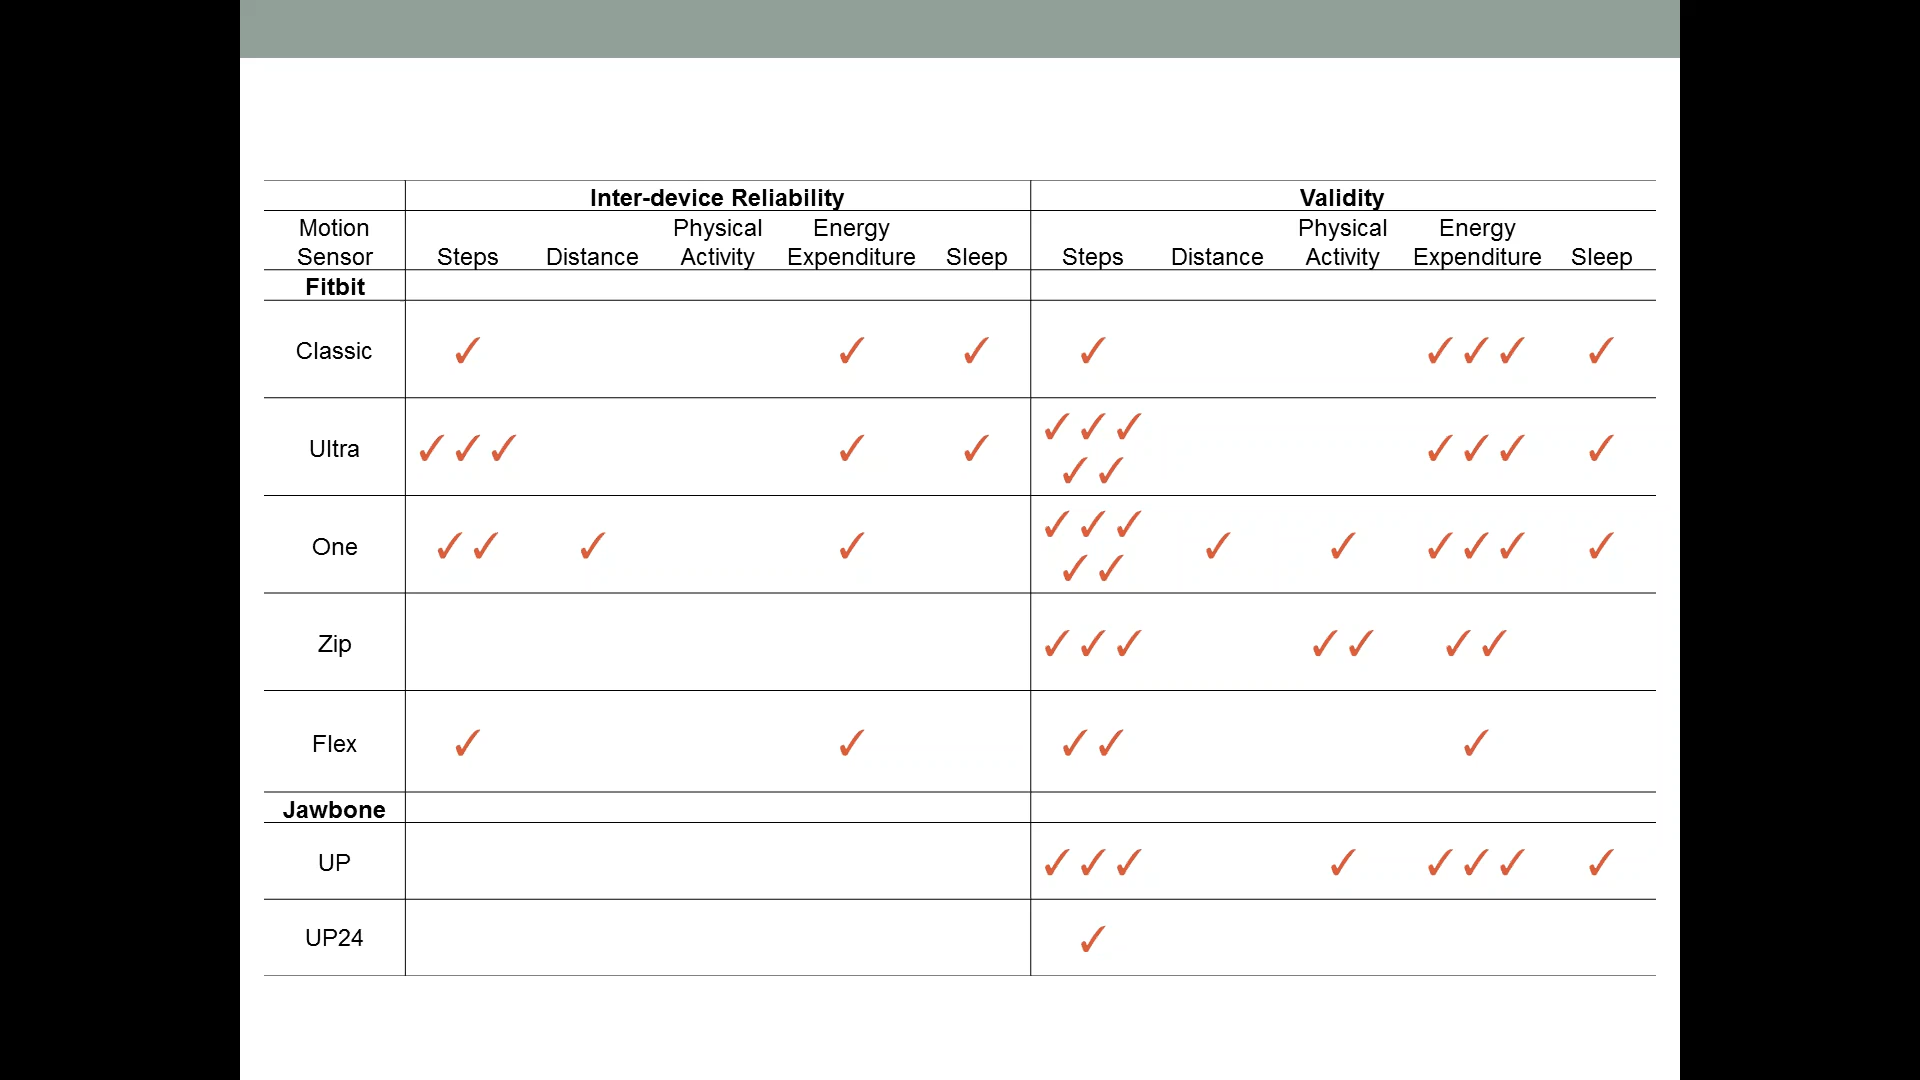 Inter-device Reliability Validity
Motion Physical Energy Physical Energy
Sensor Steps Distance Activity Expenditure Sleep Steps Distance Activity Expenditure Sleep
Fitbit
Classic ✓ ✓ ✓ ✓ ✓✓✓ ✓
✓✓✓
Ultra ✓✓✓ ✓ ✓ ✓✓✓ ✓
✓✓
✓✓✓
One ✓✓ ✓ ✓ ✓ ✓ ✓✓✓ ✓
✓✓
Zip ✓✓✓ ✓✓ ✓✓
Flex ✓ ✓ ✓✓ ✓
Jawbone
UP ✓✓✓ ✓ ✓✓✓ ✓
UP24 ✓